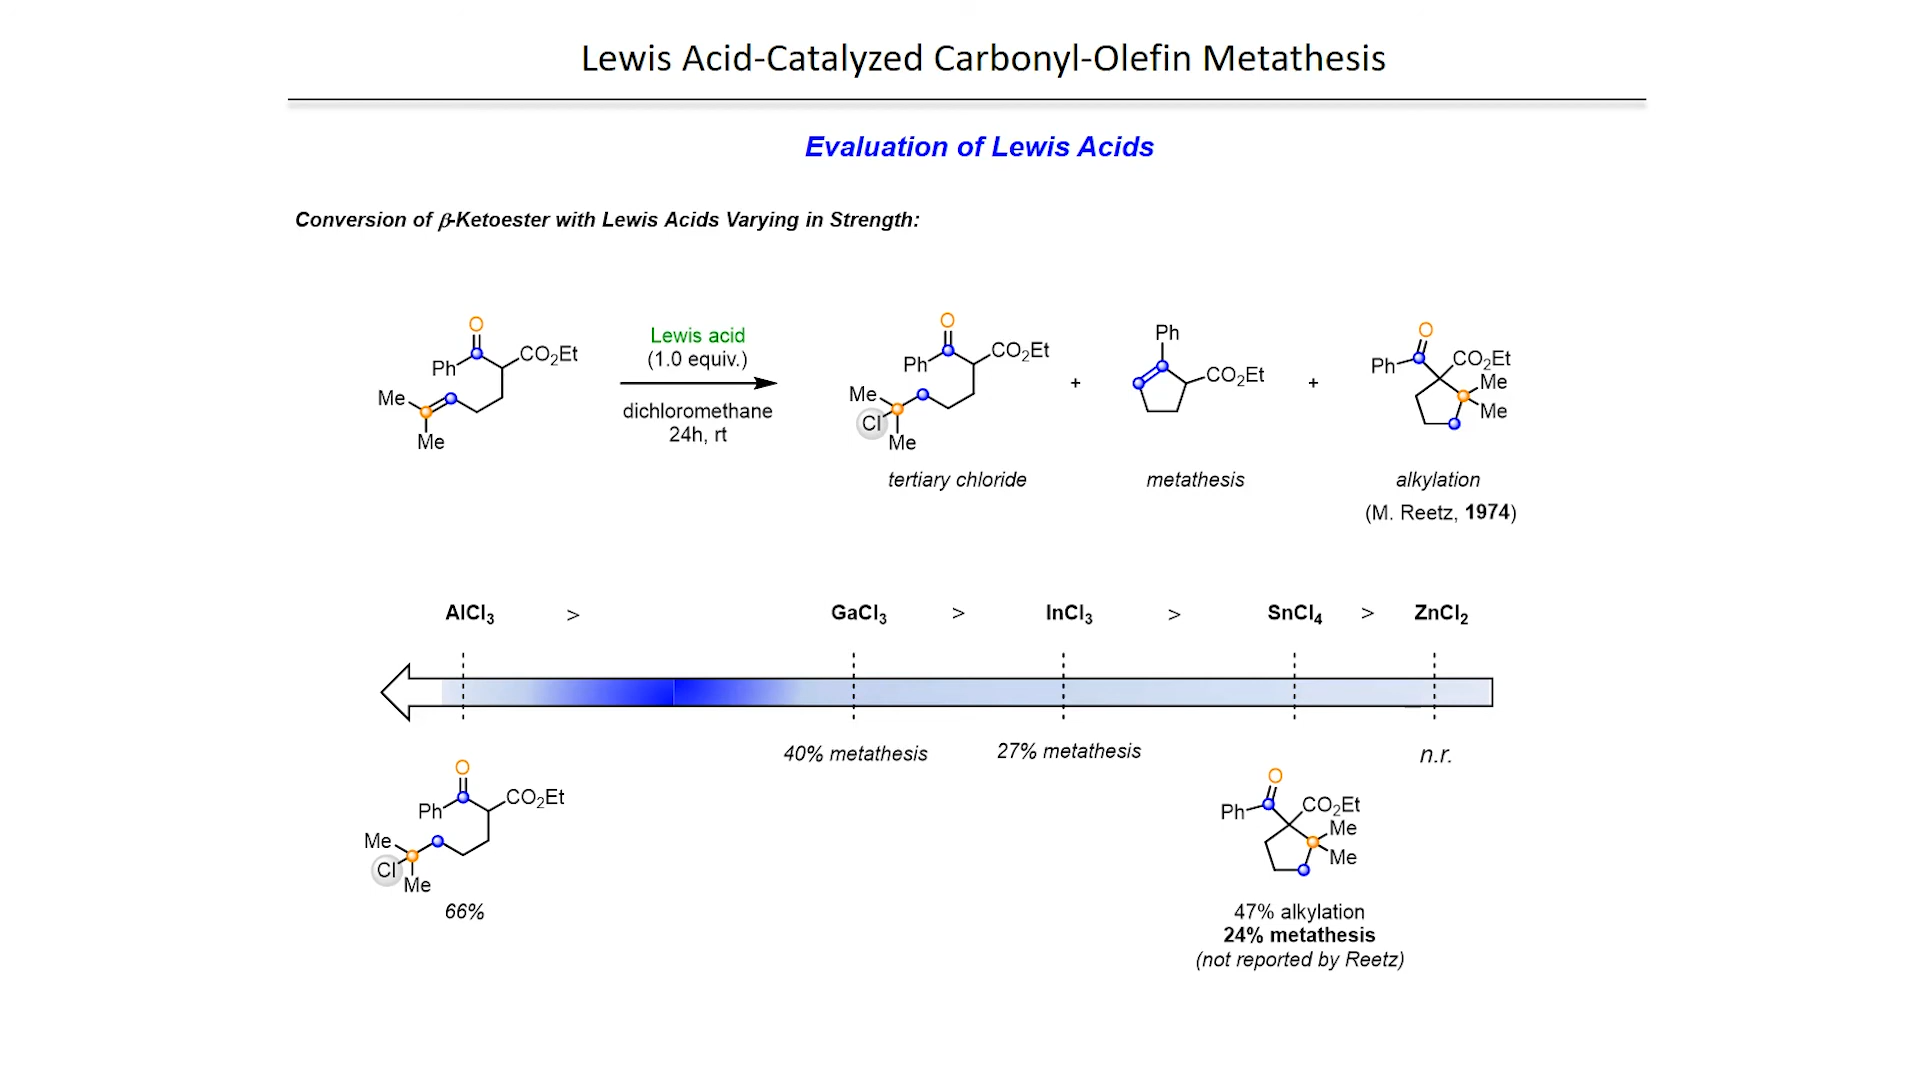 Lewis Acid-Catalyzed Carbonyl-Olefin Metathesis
Evaluation of Lewis Acids
Conversion of β-Ketoester with Lewis Acids Varying in Strength:
O
Ph
CO₂Et
Me
Me
Lewis acid
(1.0 equiv.)
dichloromethane
24h, rt
O
Ph
CO₂Et
Me
Cl
Me
tertiary chloride
+
Ph
CO₂Et
metathesis
+
O
Ph
CO₂Et
Me
Me
alkylation
(M. Reetz, 1974)
AlCl₃ > GaCl₃ > InCl₃ > SnCl₄ > ZnCl₂
O
Ph
CO₂Et
Me
Cl
Me
66%
40% metathesis
27% metathesis
O
Ph
CO₂Et
Me
Me
47% alkylation
24% metathesis
(not reported by Reetz)
n.r.